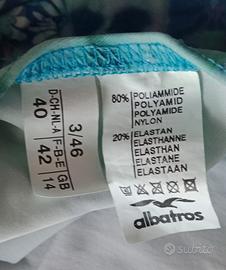 3/46
D-CH-NL-A F-B-E GB
40 42 14
80% POLIAMMIDE
POLYAMID
POLYAMIDE
NYLON
20% ELASTAN
ELASTHANNE
ELASTHAN
ELASTANE
ELASTAAN
albatros
subito